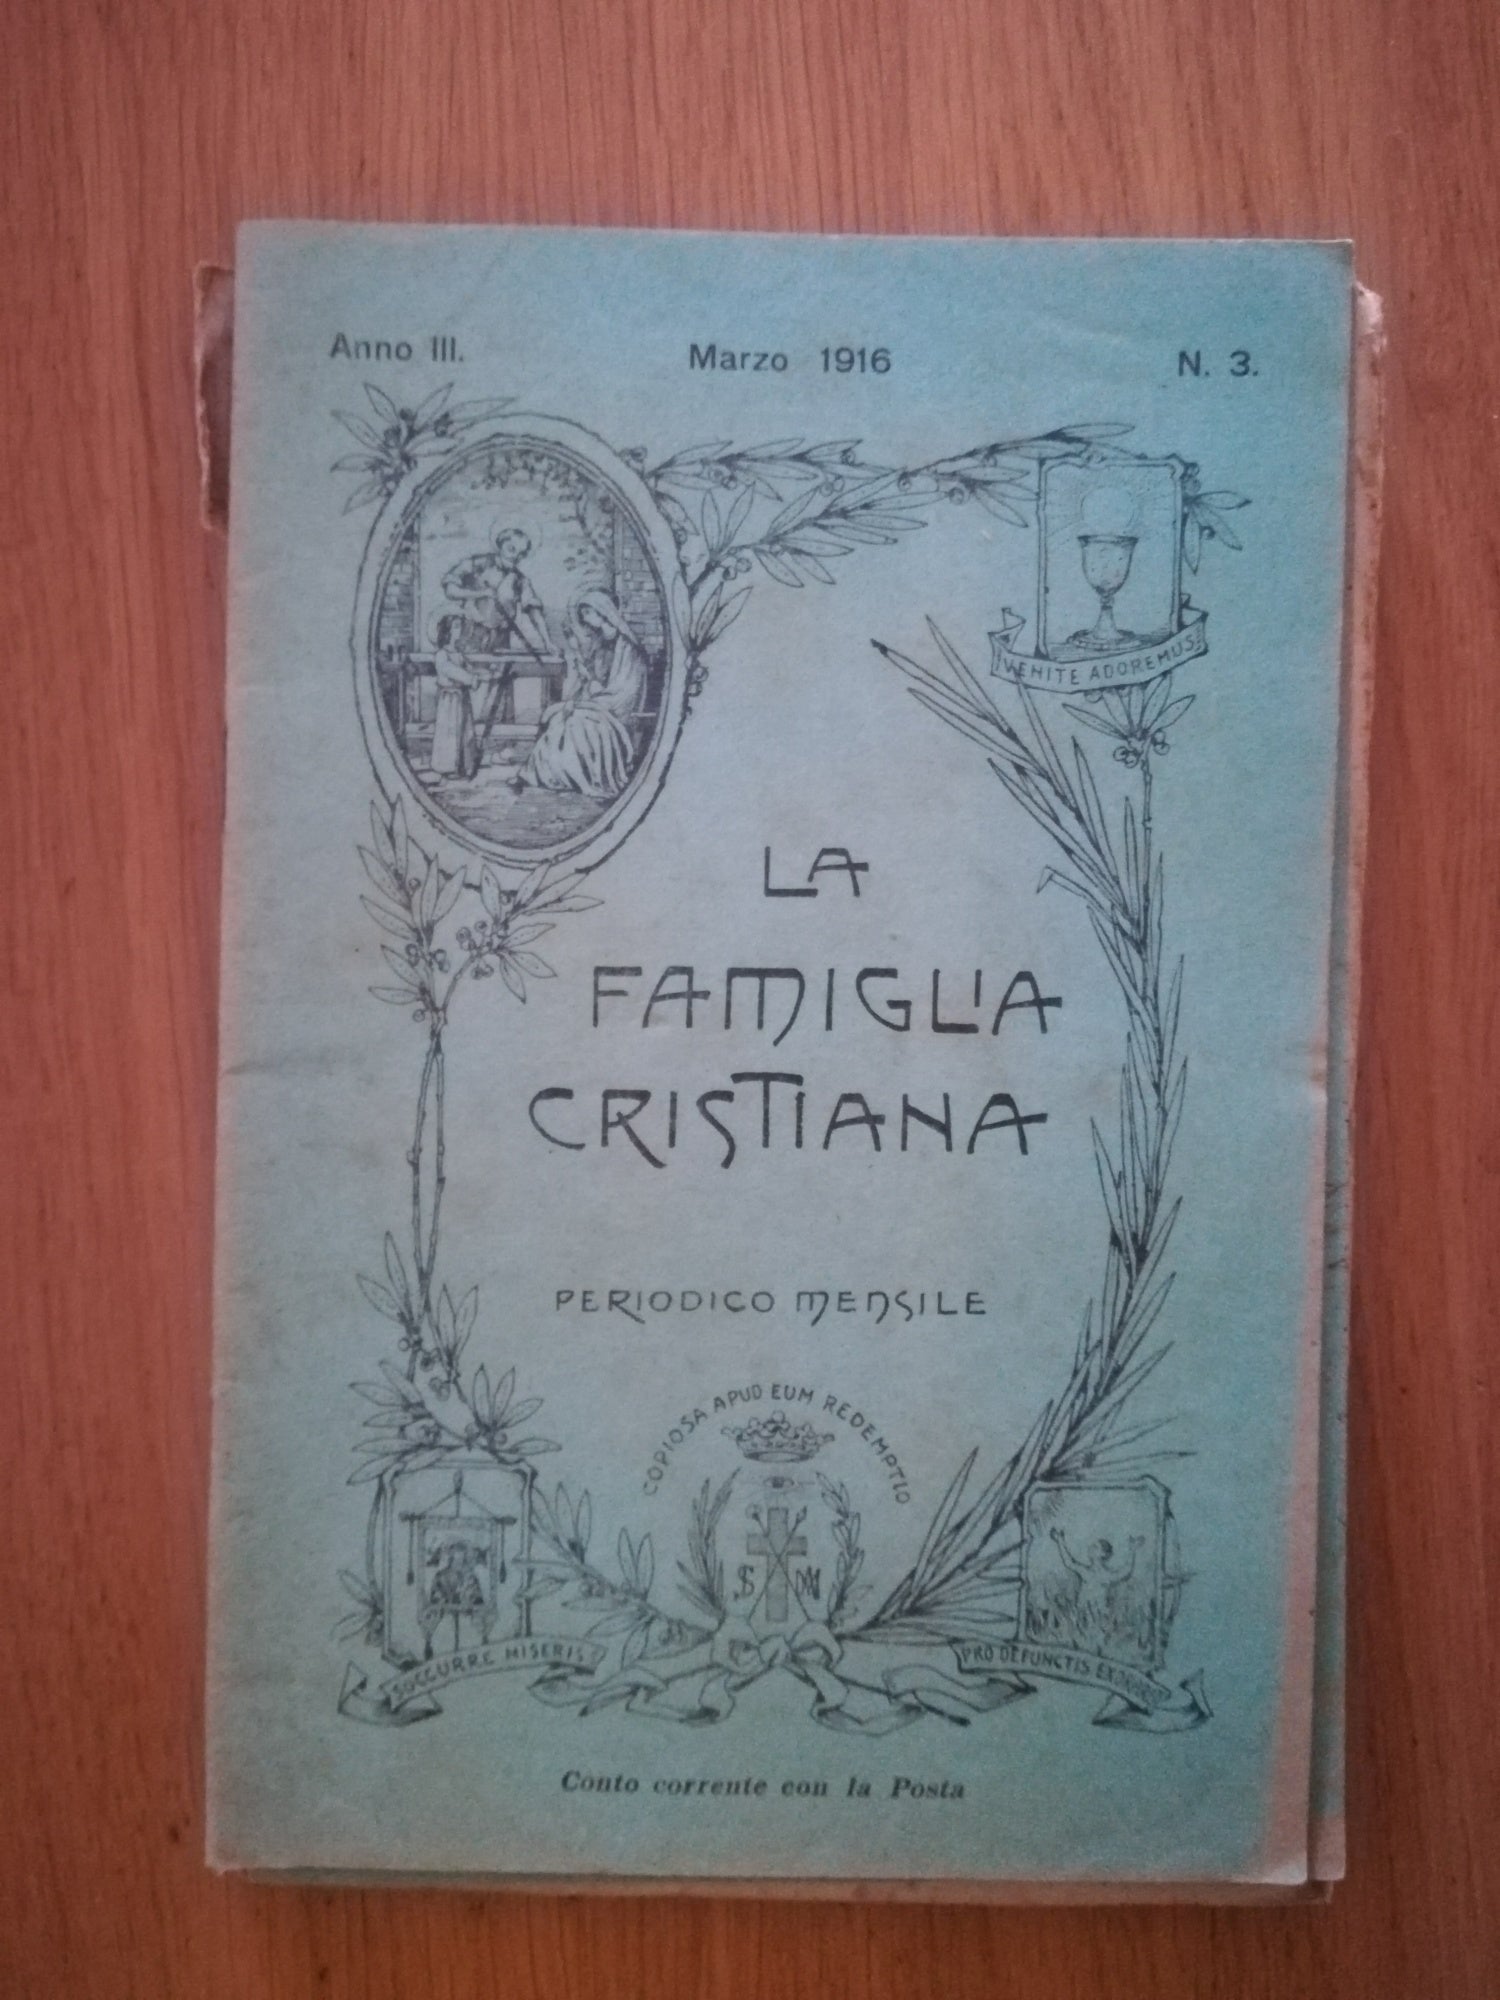 Anno III.
Marzo 1916
N. 3.
VENITE ADOREMUS
LA
FAMIGLIA
CRISTIANA
PERIODICO MENSILE
COPIOSA APUD EUM REDEMPTIO
SUCCURRE MISERIS
PRO DEFUNCTIS
Conto corrente con la Posta